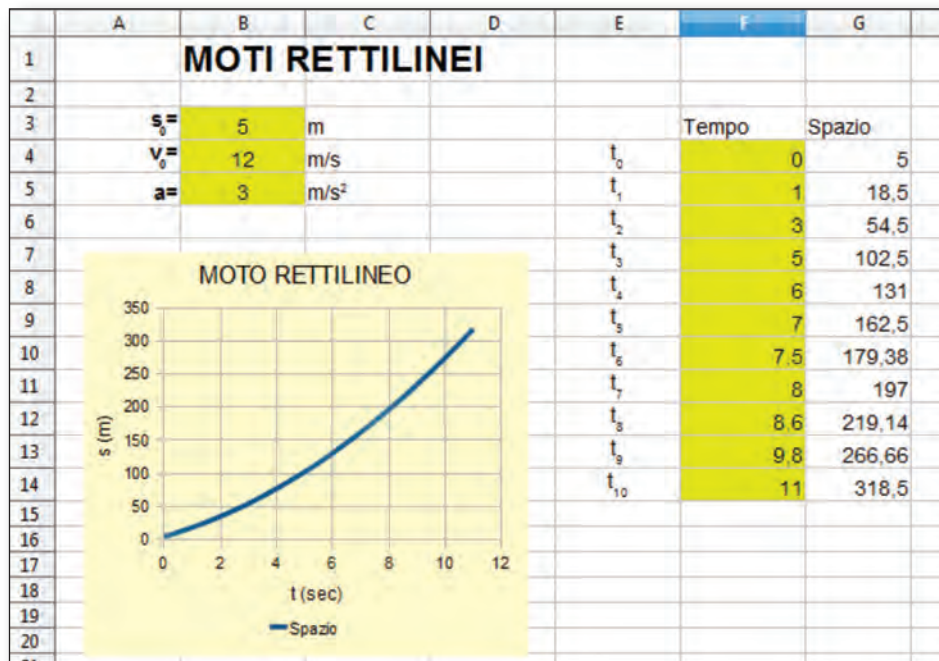 A B C D E F G
1 MOTI RETTILINEI
2
3 s₀= 5 m Tempo Spazio
4 v₀= 12 m/s t₀ 0 5
5 a= 3 m/s² t₁ 1 18,5
6 t₂ 3 54,5
7 t₃ 5 102,5
8 t₄ 6 131
9 t₅ 7 162,5
10 t₆ 7,5 179,38
11 t₇ 8 197
12 t₈ 8,6 219,14
13 t₉ 9,8 266,66
14 t₁₀ 11 318,5
15
16
17
18
19
20
MOTO RETTILINEO
350
300
250
200
150
100
50
0
s (m)
0 2 4 6 8 10 12
t (sec)
Spazio